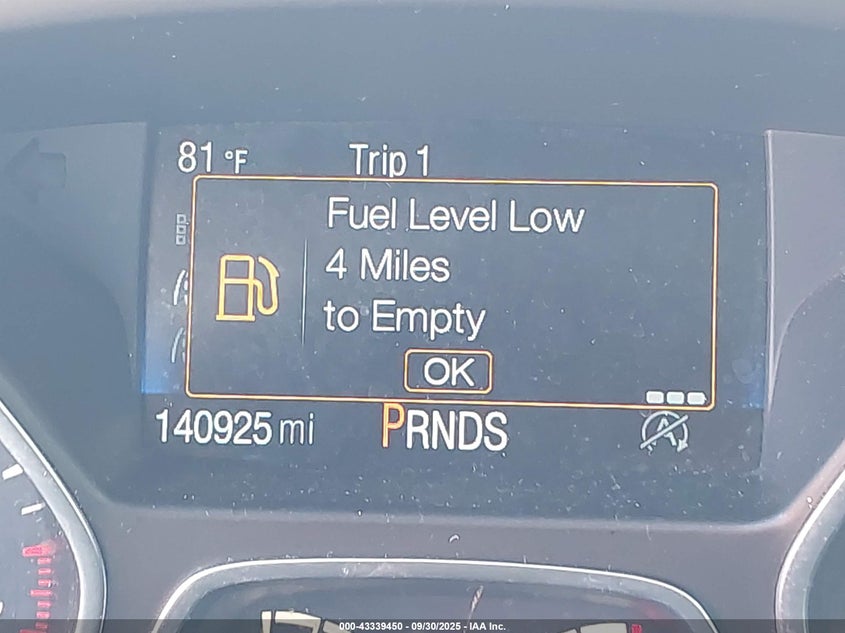 81 °F Trip 1
Fuel Level Low
4 Miles
to Empty
OK
140925 mi PRNDS A
000-43339450 - 09/30/2025 - IAA Inc.